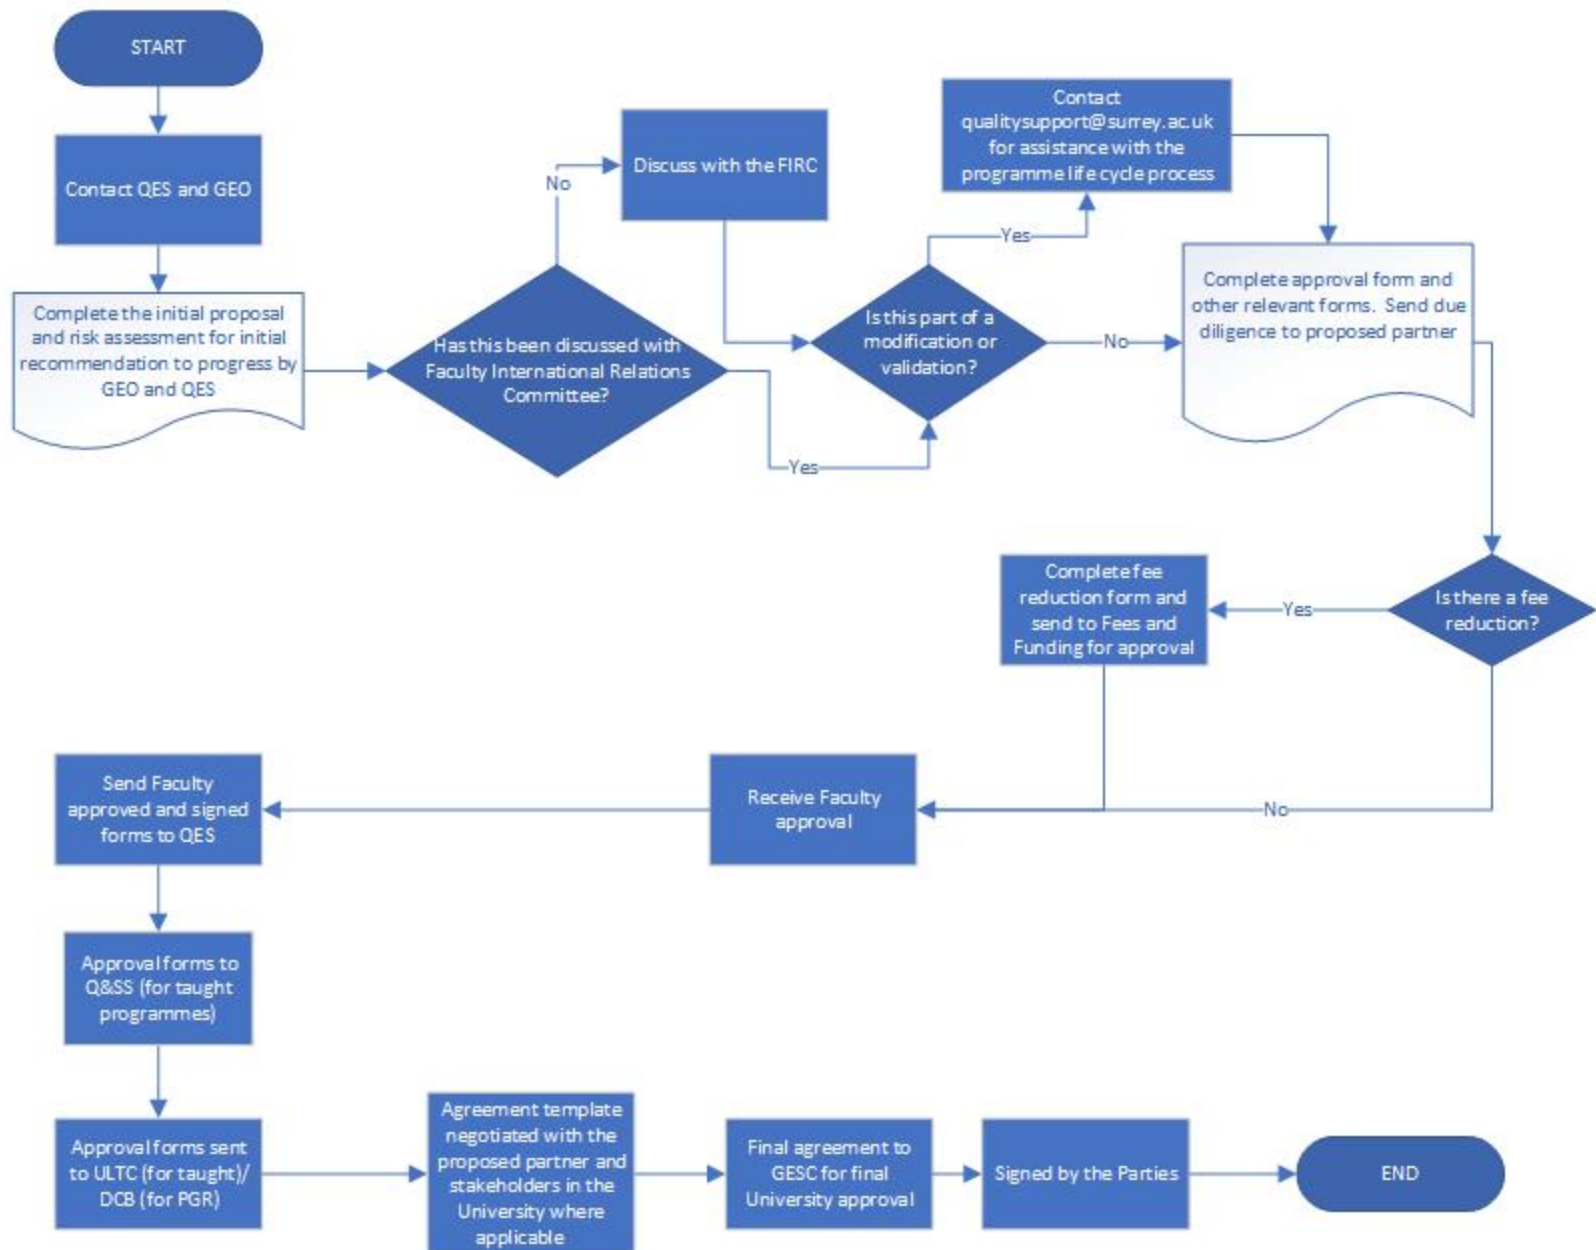 START
Contact QES and GEO
Complete the initial proposal
and risk assessment for initial
recommendation to progress by
GEO and QES
Has this been discussed with
Faculty International Relations
Committee?
No
Discuss with the FIRC
Yes
Is this part of a
modification or
validation?
Yes
Contact
qualitysupport@surrey.ac.uk
for assistance with the
programme life cycle process
No
Complete approval form and
other relevant forms. Send due
diligence to proposed partner
Is there a fee
reduction?
Yes
Complete fee
reduction form and
send to Fees and
Funding for approval
No
Receive Faculty
approval
Send Faculty
approved and signed
forms to QES
Approval forms to
Q&SS (for taught
programmes)
Approval forms sent
to ULTC (for taught)/
DCB (for PGR)
Agreement template
negotiated with the
proposed partner and
stakeholders in the
University where
applicable
Final agreement to
GESC for final
University approval
Signed by the Parties
END